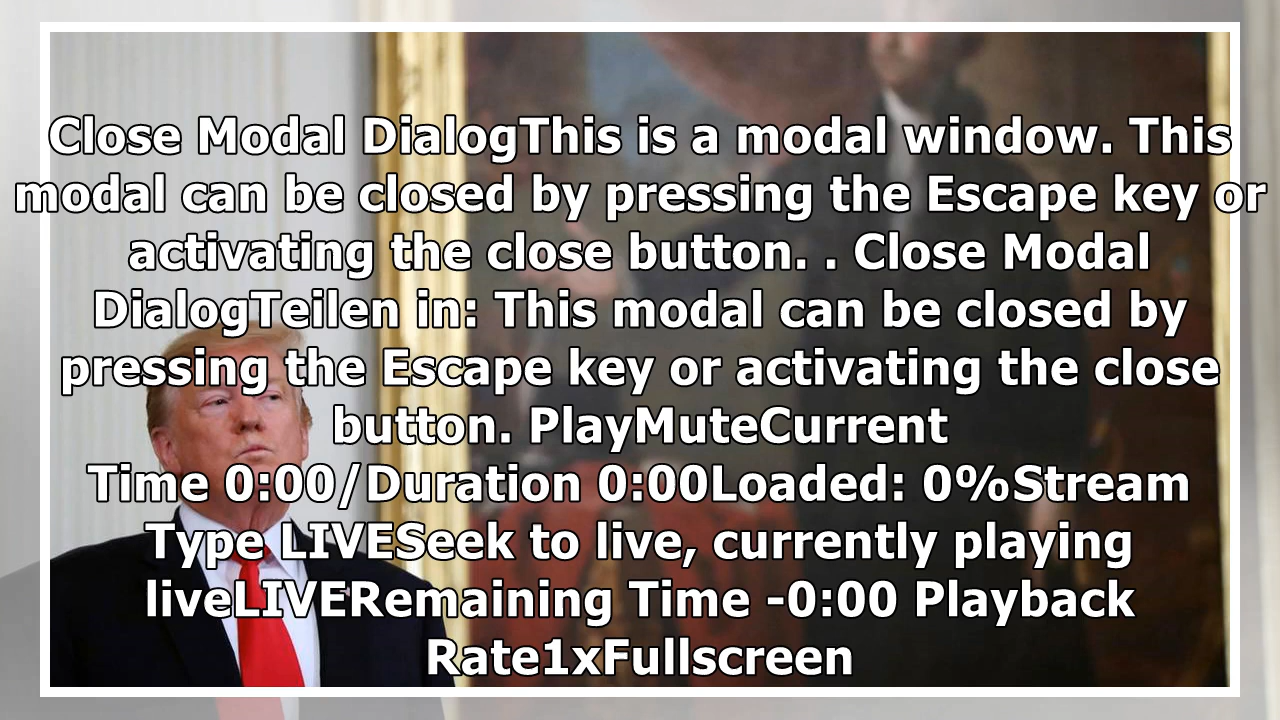 Close Modal DialogThis is a modal window. This
modal can be closed by pressing the Escape key or
activating the close button. . Close Modal
DialogTeilen in: This modal can be closed by
pressing the Escape key or activating the close
button. PlayMuteCurrent
Time 0:00/Duration 0:00Loaded: 0%Stream
Type LIVESeek to live, currently playing
liveLIVERemaining Time -0:00 Playback
Rate1xFullscreen